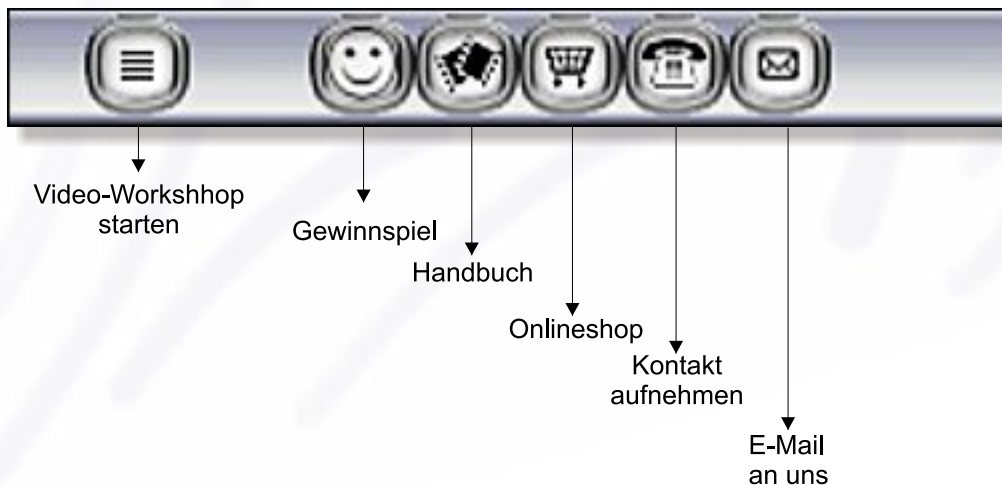 Video-Workshhop
starten
Gewinnspiel
Handbuch
Onlineshop
Kontakt
aufnehmen
E-Mail
an uns